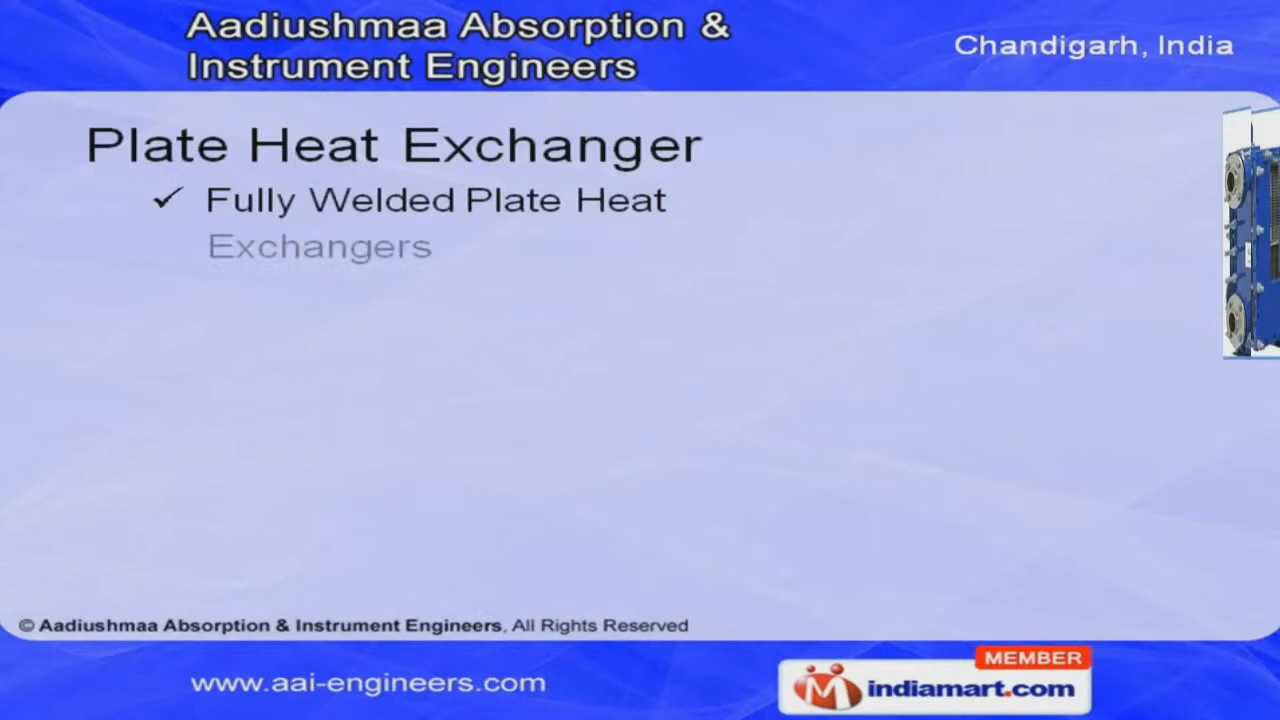 Aadiushmaa Absorption &
Instrument Engineers
Chandigarh, India
Plate Heat Exchanger
✓ Fully Welded Plate Heat
Exchangers
© Aadiushmaa Absorption & Instrument Engineers, All Rights Reserved
www.aai-engineers.com
MEMBER
indiamart.com